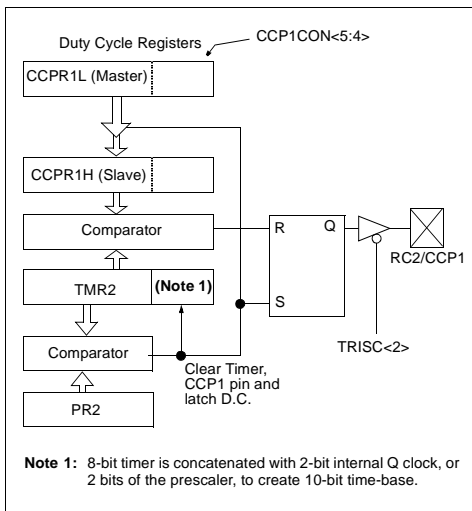 Duty Cycle Registers
CCP1CON<5:4>
CCPR1L (Master)
CCPR1H (Slave)
Comparator
R
Q
RC2/CCP1
TMR2
(Note 1)
S
TRISC<2>
Comparator
Clear Timer,
CCP1 pin and
latch D.C.
PR2
Note 1: 8-bit timer is concatenated with 2-bit internal Q clock, or
2 bits of the prescaler, to create 10-bit time-base.